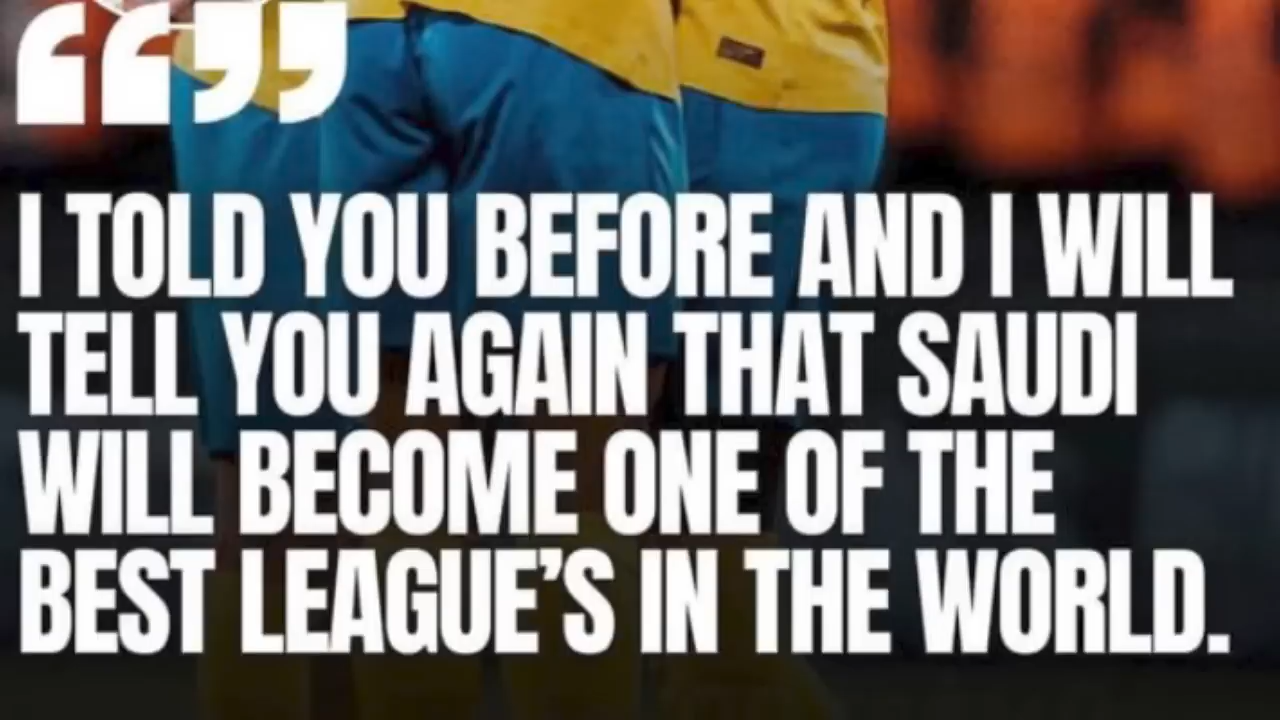 “”
I TOLD YOU BEFORE AND I WILL
TELL YOU AGAIN THAT SAUDI
WILL BECOME ONE OF THE
BEST LEAGUE’S IN THE WORLD.